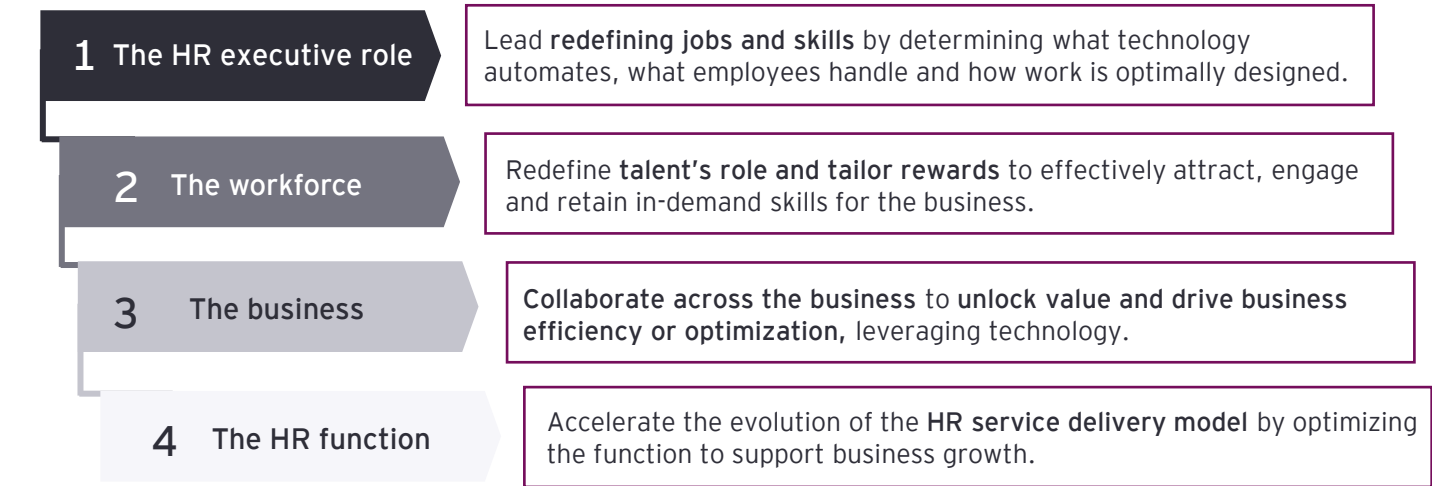 1 The HR executive role
Lead redefining jobs and skills by determining what technology
automates, what employees handle and how work is optimally designed.
2 The workforce
Redefine talent's role and tailor rewards to effectively attract, engage
and retain in-demand skills for the business.
3 The business
Collaborate across the business to unlock value and drive business
efficiency or optimization, leveraging technology.
4 The HR function
Accelerate the evolution of the HR service delivery model by optimizing
the function to support business growth.